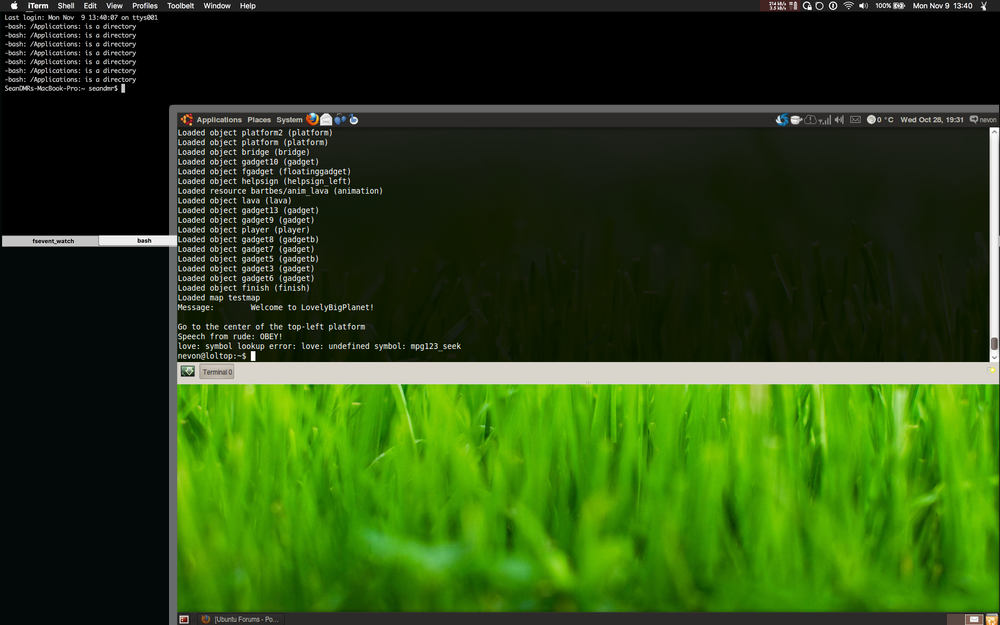 iTerm Shell Edit View Profiles Toolbelt Window Help
100% Mon Nov 9 13:40
Last login: Mon Nov  9 13:40:07 on ttys001
-bash: /Applications: is a directory
-bash: /Applications: is a directory
-bash: /Applications: is a directory
-bash: /Applications: is a directory
-bash: /Applications: is a directory
-bash: /Applications: is a directory
-bash: /Applications: is a directory
SeanDMRs-MacBook-Pro:~ seandmr$
fsevent_watch bash
Applications Places System
0 °C Wed Oct 28, 19:31 nevon
Loaded object platform2 (platform)
Loaded object platform (platform)
Loaded object bridge (bridge)
Loaded object gadget10 (gadget)
Loaded object fgadget (floatinggadget)
Loaded object helpsign (helpsign_left)
Loaded resource bartbes/anim_lava (animation)
Loaded object lava (lava)
Loaded object gadget13 (gadget)
Loaded object gadget9 (gadget)
Loaded object player (player)
Loaded object gadget8 (gadgetb)
Loaded object gadget7 (gadget)
Loaded object gadget5 (gadgetb)
Loaded object gadget3 (gadget)
Loaded object gadget6 (gadget)
Loaded object finish (finish)
Loaded map testmap
Message: Welcome to LovelyBigPlanet!
Go to the center of the top-left platform
Speech from rude: OBEY!
love: symbol lookup error: love: undefined symbol: mpg123_seek
nevon@loltop:~$
Terminal 0
[Ubuntu Forums - Po...